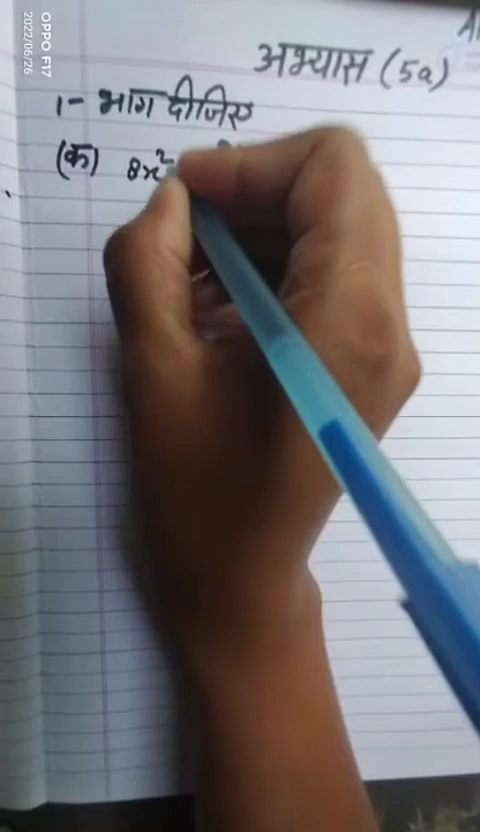 अभ्यास (5a)
1- भाग दीजिए
(क) 8x²
OPPO F17
2022/06/26